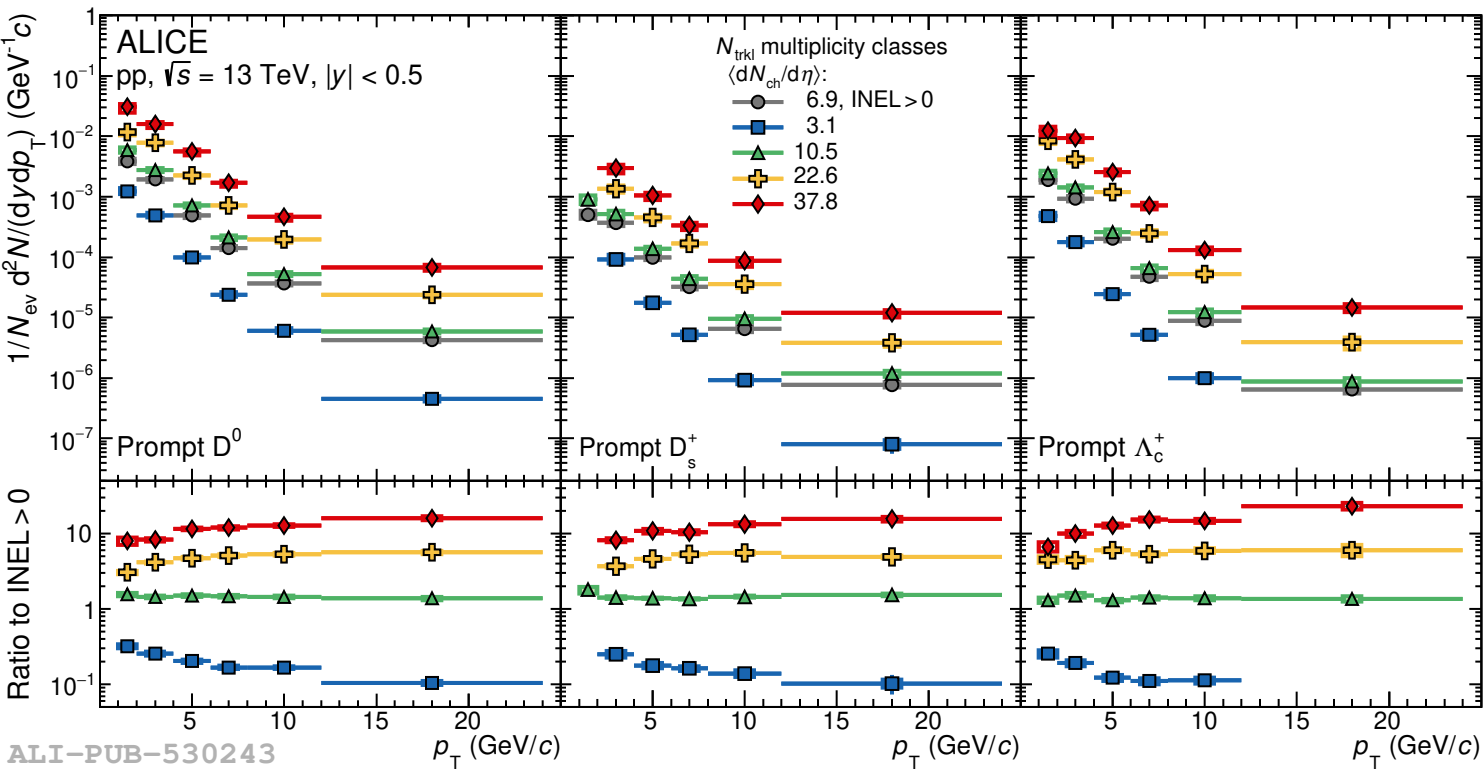 1/N_ev d²N/(dydp_T) (GeV⁻¹c)
1
10⁻¹
10⁻²
10⁻³
10⁻⁴
10⁻⁵
10⁻⁶
10⁻⁷
ALICE
pp, √s = 13 TeV, |y| < 0.5
N_trkl multiplicity classes
⟨dN_ch/dη⟩:
6.9, INEL > 0
3.1
10.5
22.6
37.8
Prompt D⁰
Prompt D_s⁺
Prompt Λ_c⁺
Ratio to INEL > 0
10
1
10⁻¹
5 10 15 20
5 10 15 20
5 10 15 20
p_T (GeV/c)
p_T (GeV/c)
p_T (GeV/c)
ALI−PUB−530243